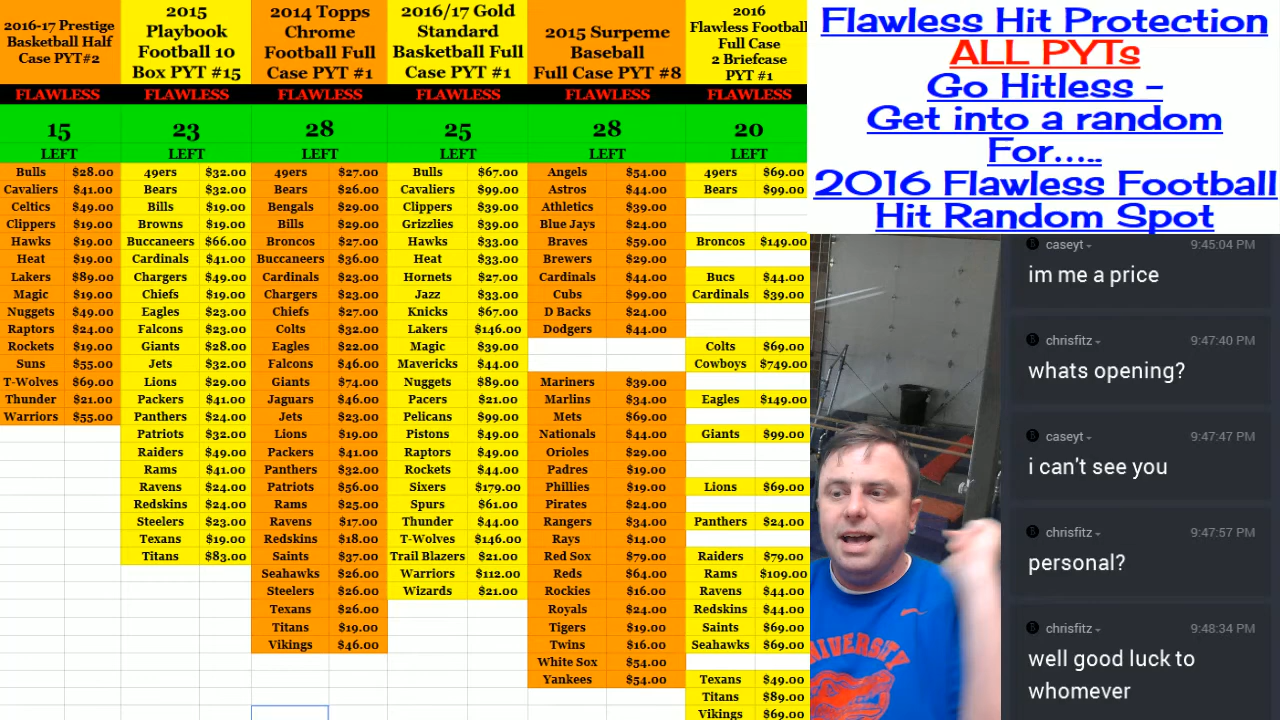 2016-17 Prestige
Basketball Half
Case PYT#2
FLAWLESS
15
LEFT
Bulls $28.00
Cavaliers $41.00
Celtics $49.00
Clippers $19.00
Hawks $19.00
Heat $19.00
Lakers $89.00
Magic $19.00
Nuggets $49.00
Raptors $24.00
Rockets $19.00
Suns $55.00
T-Wolves $69.00
Thunder $21.00
Warriors $55.00
2015
Playbook
Football 10
Box PYT #15
FLAWLESS
23
LEFT
49ers $32.00
Bears $32.00
Bills $19.00
Browns $19.00
Buccaneers $66.00
Cardinals $41.00
Chargers $49.00
Chiefs $19.00
Eagles $23.00
Falcons $23.00
Giants $28.00
Jets $32.00
Lions $29.00
Packers $41.00
Panthers $24.00
Patriots $32.00
Raiders $49.00
Rams $41.00
Ravens $24.00
Redskins $24.00
Steelers $23.00
Texans $19.00
Titans $83.00
2014 Topps
Chrome
Football Full
Case PYT #1
FLAWLESS
28
LEFT
49ers $27.00
Bears $26.00
Bengals $29.00
Bills $29.00
Broncos $27.00
Buccaneers $36.00
Cardinals $23.00
Chargers $23.00
Chiefs $27.00
Colts $32.00
Eagles $22.00
Falcons $46.00
Giants $74.00
Jaguars $46.00
Jets $23.00
Lions $19.00
Packers $41.00
Panthers $32.00
Patriots $56.00
Rams $25.00
Ravens $17.00
Redskins $18.00
Saints $37.00
Seahawks $26.00
Steelers $26.00
Texans $26.00
Titans $19.00
Vikings $46.00
2016/17 Gold
Standard
Basketball Full
Case PYT #1
FLAWLESS
25
LEFT
Bulls $67.00
Cavaliers $99.00
Clippers $39.00
Grizzlies $39.00
Hawks $33.00
Heat $33.00
Hornets $27.00
Jazz $33.00
Knicks $67.00
Lakers $146.00
Magic $39.00
Mavericks $44.00
Nuggets $89.00
Pacers $21.00
Pelicans $99.00
Pistons $49.00
Raptors $49.00
Rockets $44.00
Sixers $179.00
Spurs $61.00
Thunder $44.00
T-Wolves $146.00
Trail Blazers $21.00
Warriors $112.00
Wizards $21.00
2015 Surpeme
Baseball
Full Case PYT #8
FLAWLESS
28
LEFT
Angels $54.00
Astros $44.00
Athletics $39.00
Blue Jays $24.00
Braves $59.00
Brewers $29.00
Cardinals $44.00
Cubs $99.00
D Backs $24.00
Dodgers $44.00
Mariners $39.00
Marlins $34.00
Mets $69.00
Nationals $44.00
Orioles $29.00
Padres $19.00
Phillies $19.00
Pirates $24.00
Rangers $34.00
Rays $14.00
Red Sox $79.00
Reds $64.00
Rockies $16.00
Royals $24.00
Tigers $19.00
Twins $16.00
White Sox $54.00
Yankees $54.00
2016
Flawless Football
Full Case
2 Briefcase
PYT #1
FLAWLESS
20
LEFT
49ers $69.00
Bears $99.00
Broncos $149.00
Bucs $44.00
Cardinals $39.00
Colts $69.00
Cowboys $749.00
Eagles $149.00
Giants $99.00
Lions $69.00
Panthers $24.00
Raiders $79.00
Rams $109.00
Ravens $44.00
Redskins $44.00
Saints $69.00
Seahawks $69.00
Texans $49.00
Titans $89.00
Vikings $69.00
Flawless Hit Protection
ALL PYTs
Go Hitless -
Get into a random
For.....
2016 Flawless Football
Hit Random Spot
caseyt 9:45:04 PM
im me a price
chrisfitz 9:47:40 PM
whats opening?
caseyt 9:47:47 PM
i can't see you
chrisfitz 9:47:57 PM
personal?
chrisfitz 9:48:34 PM
well good luck to
whomever